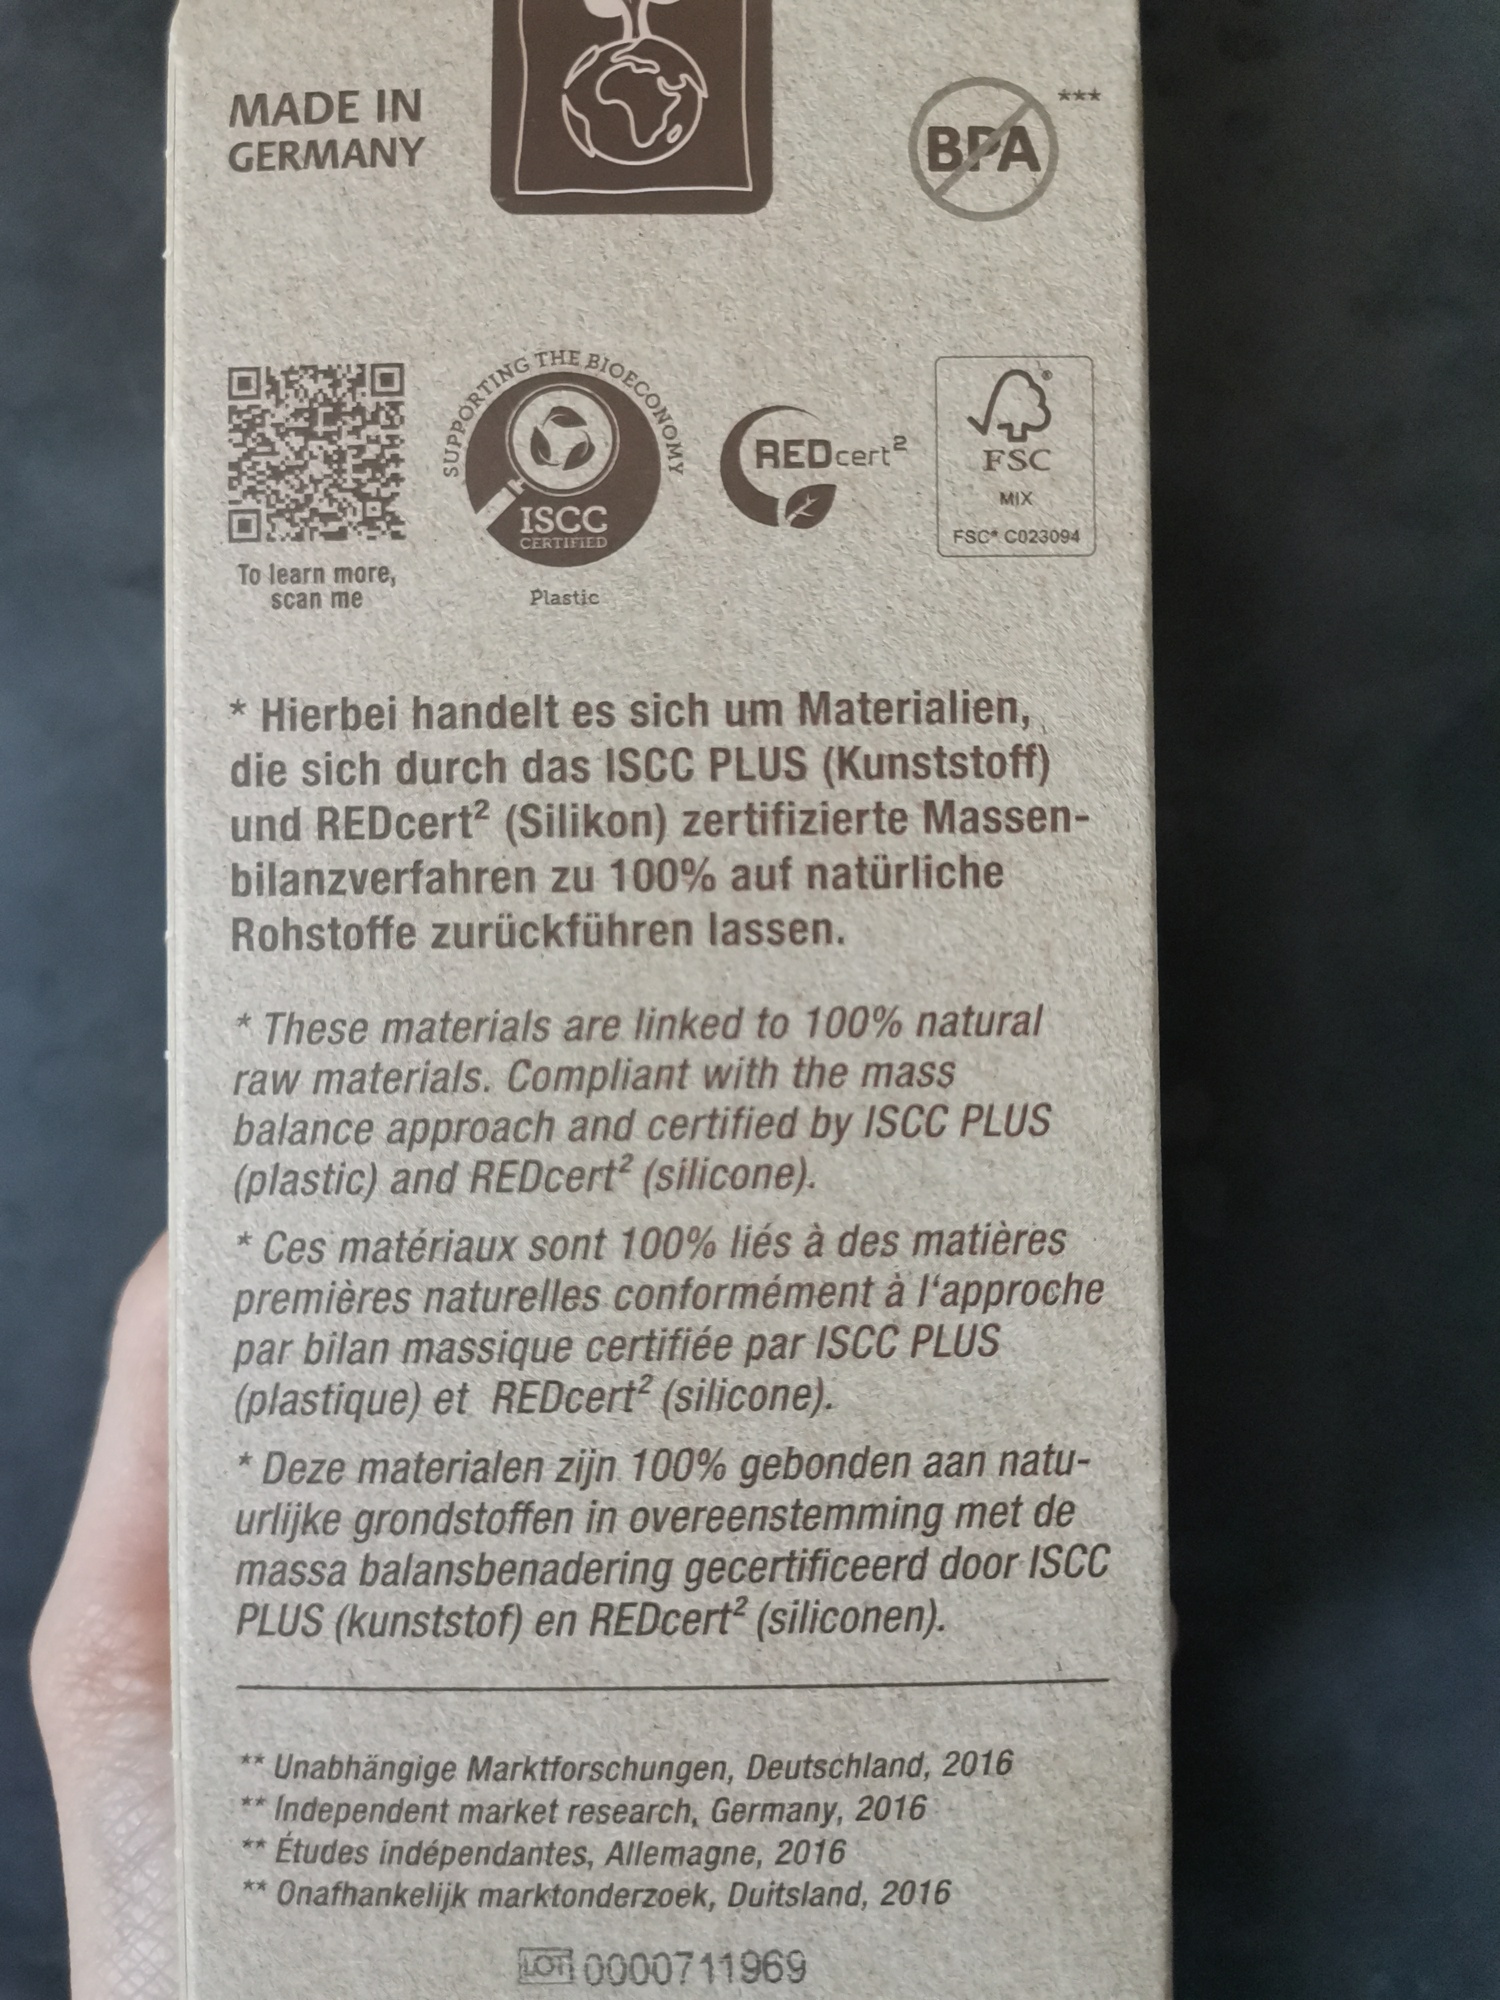 MADE IN
GERMANY
BPA ***
To learn more,
scan me
SUPPORTING THE BIOECONOMY
ISCC
CERTIFIED
Plastic
REDcert²
®
FSC
MIX
FSC® C023094
* Hierbei handelt es sich um Materialien,
die sich durch das ISCC PLUS (Kunststoff)
und REDcert² (Silikon) zertifizierte Massen-
bilanzverfahren zu 100% auf natürliche
Rohstoffe zurückführen lassen.
* These materials are linked to 100% natural
raw materials. Compliant with the mass
balance approach and certified by ISCC PLUS
(plastic) and REDcert² (silicone).
* Ces matériaux sont 100% liés à des matières
premières naturelles conformément à l‘approche
par bilan massique certifiée par ISCC PLUS
(plastique) et REDcert² (silicone).
* Deze materialen zijn 100% gebonden aan natu-
urlijke grondstoffen in overeenstemming met de
massa balansbenadering gecertificeerd door ISCC
PLUS (kunststof) en REDcert² (siliconen).
** Unabhängige Marktforschungen, Deutschland, 2016
** Independent market research, Germany, 2016
** Études indépendantes, Allemagne, 2016
** Onafhankelijk marktonderzoek, Duitsland, 2016
LOT 0000711969